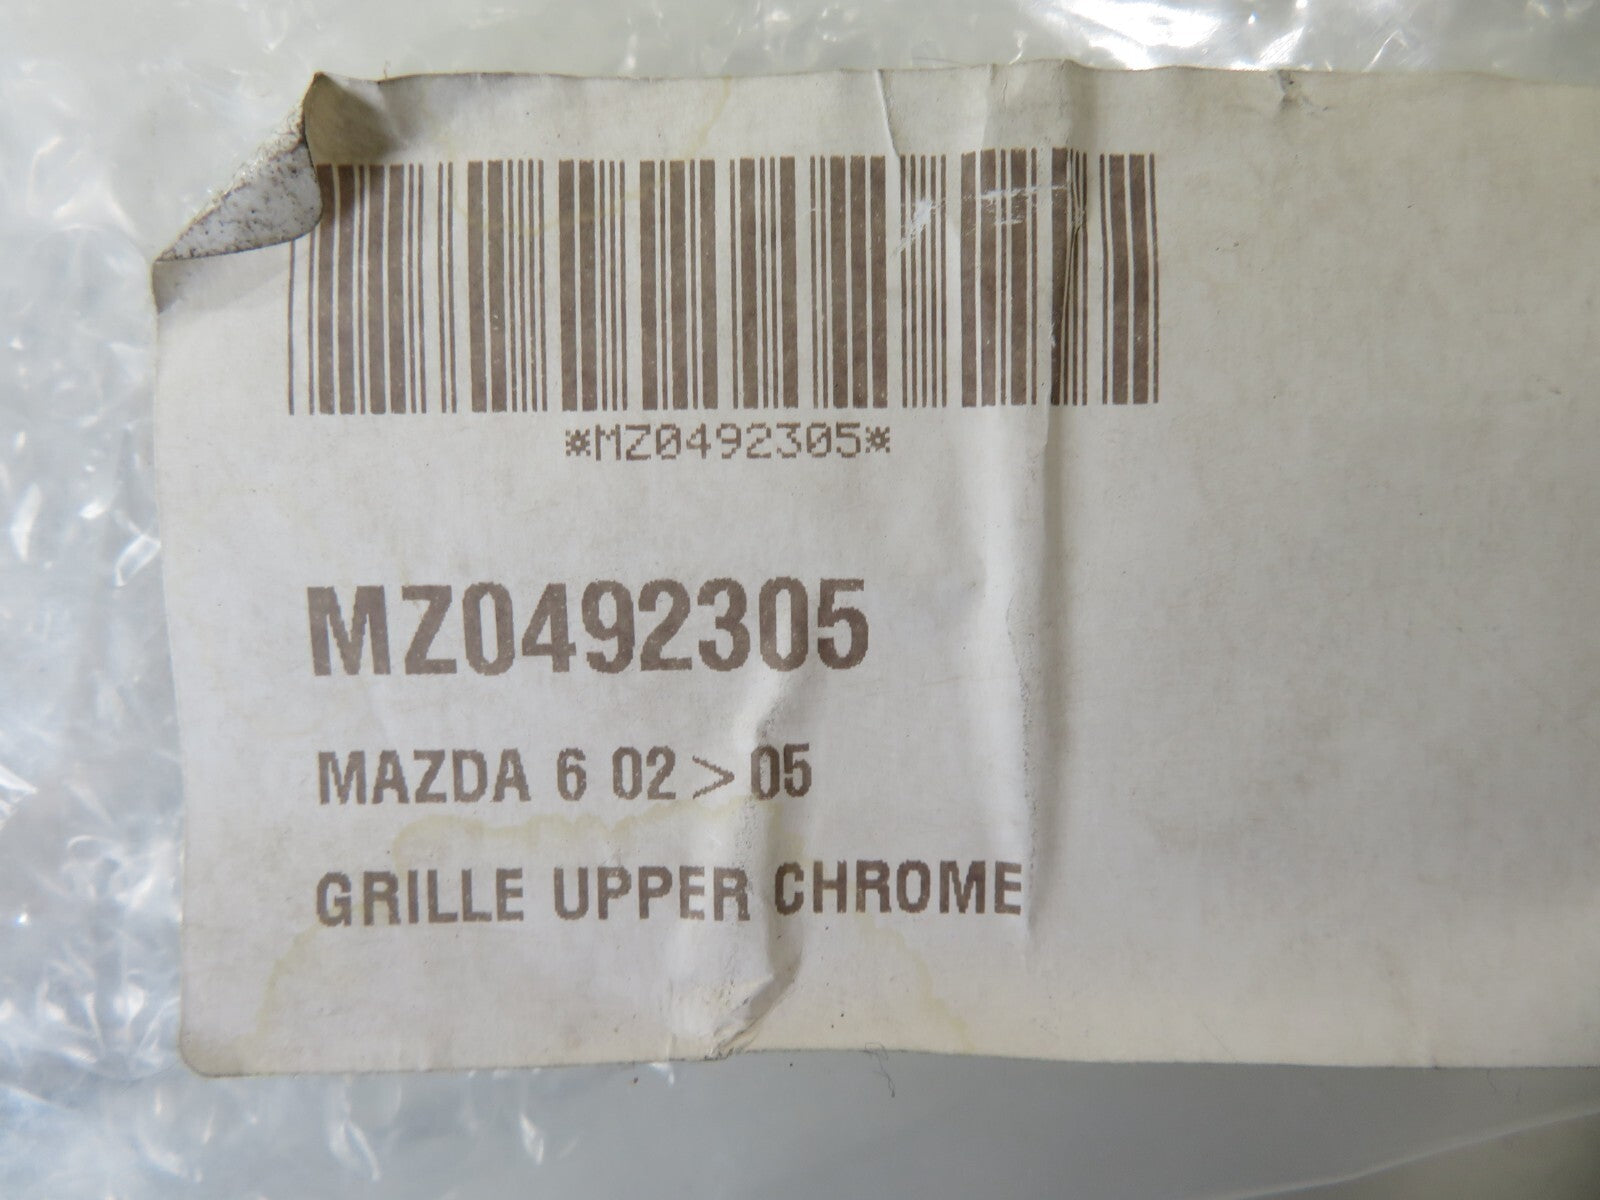 *MZ0492305*
MZ0492305
MAZDA 6 02 > 05
GRILLE UPPER CHROME